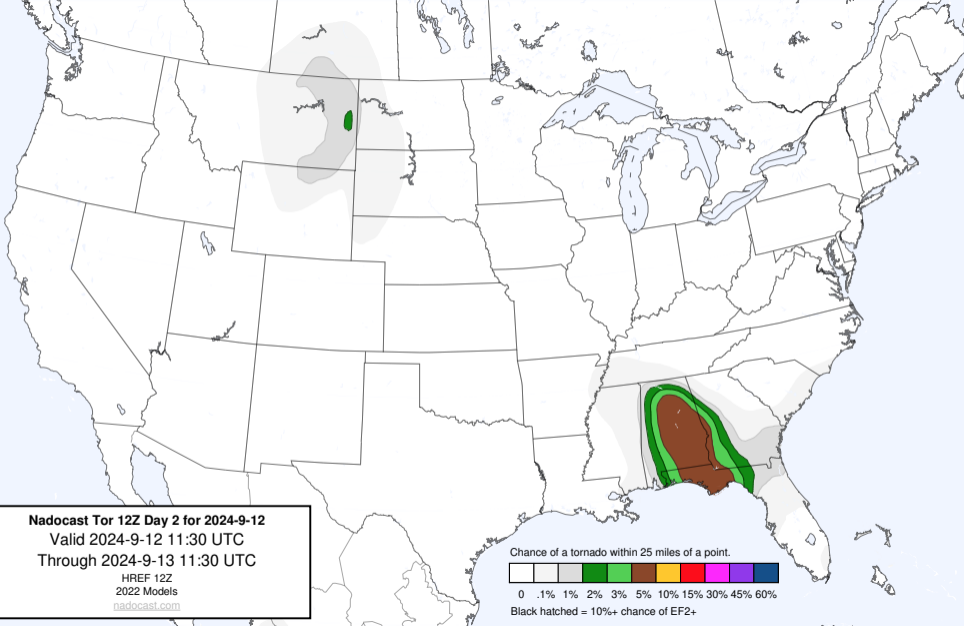 Nadocast Tor 12Z Day 2 for 2024-9-12
Valid 2024-9-12 11:30 UTC
Through 2024-9-13 11:30 UTC
HREF 12Z
2022 Models
nadocast.com
Chance of a tornado within 25 miles of a point.
0 .1% 1% 2% 3% 5% 10% 15% 30% 45% 60%
Black hatched = 10%+ chance of EF2+